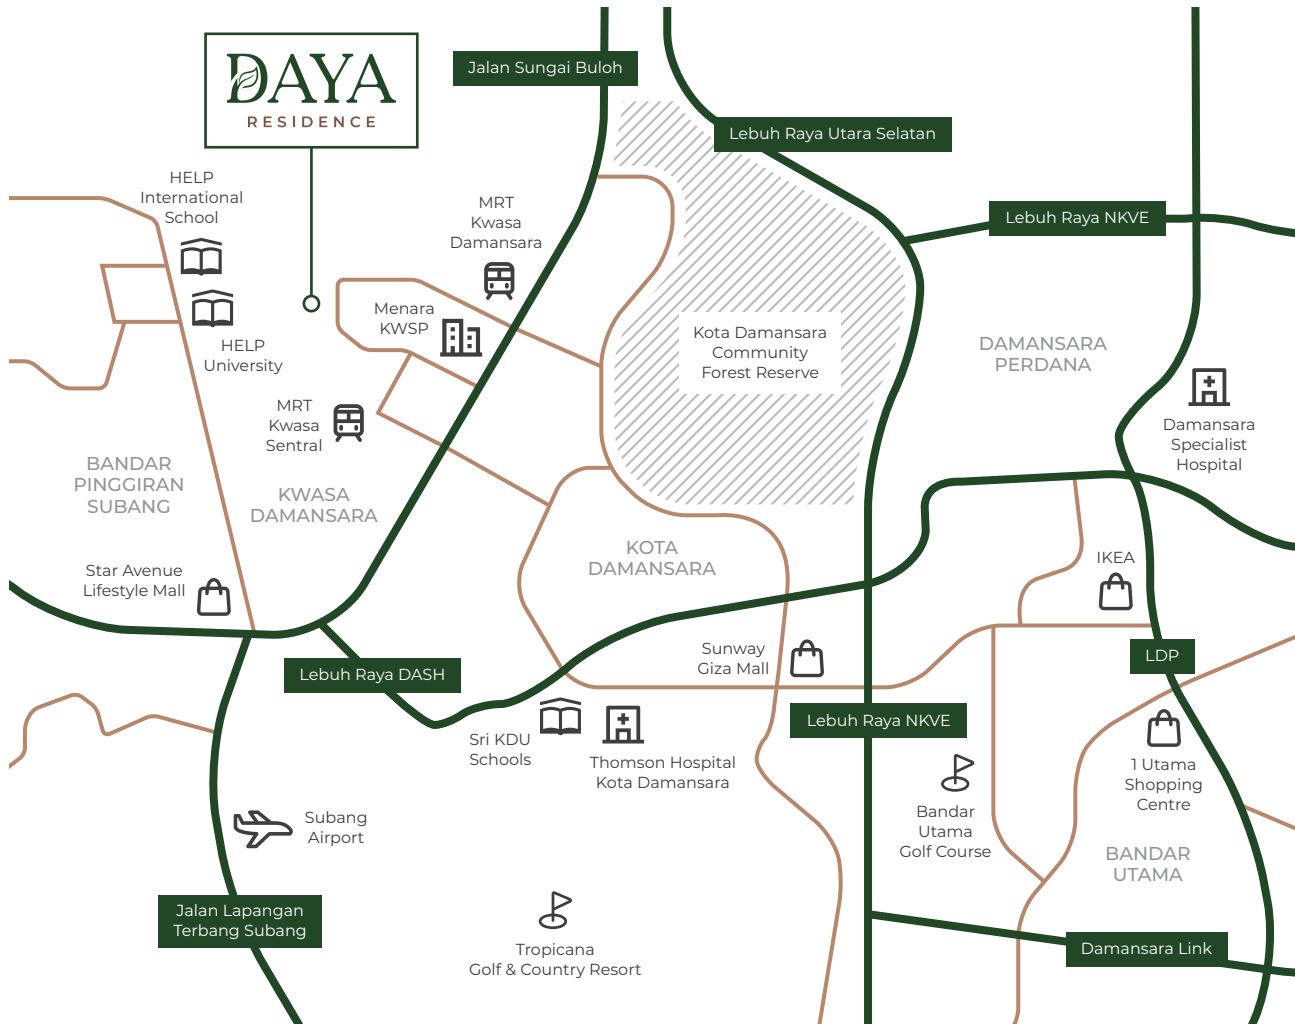 DAYA
RESIDENCE
Jalan Sungai Buloh
Lebuh Raya Utara Selatan
HELP
International
School
MRT
Kwasa
Damansara
Lebuh Raya NKVE
Menara
KWSP
HELP
University
Kota Damansara
Community
Forest Reserve
DAMANSARA
PERDANA
MRT
Kwasa
Sentral
Damansara
Specialist
Hospital
BANDAR
PINGGIRAN
SUBANG
KWASA
DAMANSARA
KOTA
DAMANSARA
IKEA
Star Avenue
Lifestyle Mall
Sunway
Giza Mall
LDP
Lebuh Raya DASH
Lebuh Raya NKVE
Sri KDU
Schools
Thomson Hospital
Kota Damansara
1 Utama
Shopping
Centre
Subang
Airport
Bandar
Utama
Golf Course
BANDAR
UTAMA
Jalan Lapangan
Terbang Subang
Tropicana
Golf & Country Resort
Damansara Link